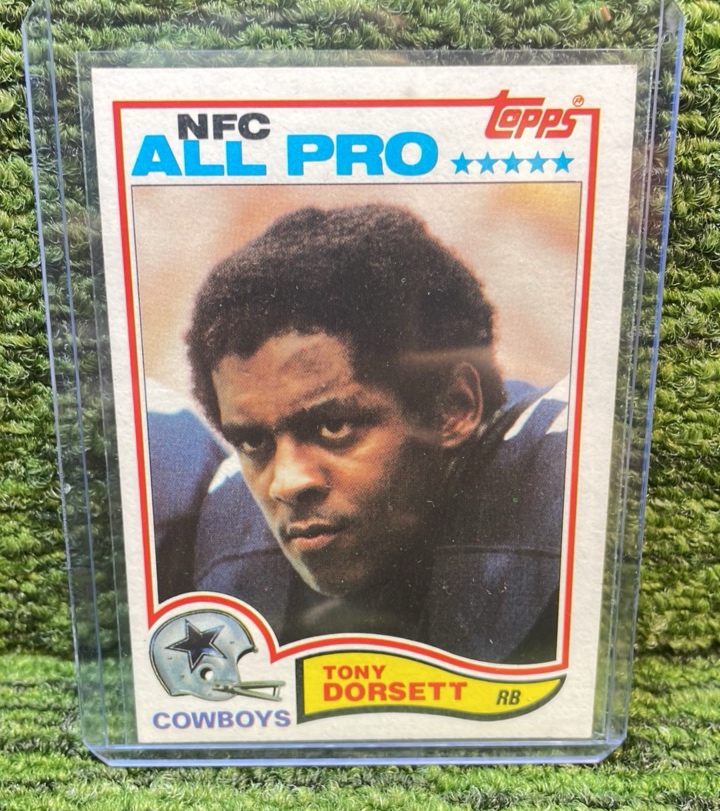 Topps®
NFC
ALL PRO
TONY
DORSETT RB
COWBOYS